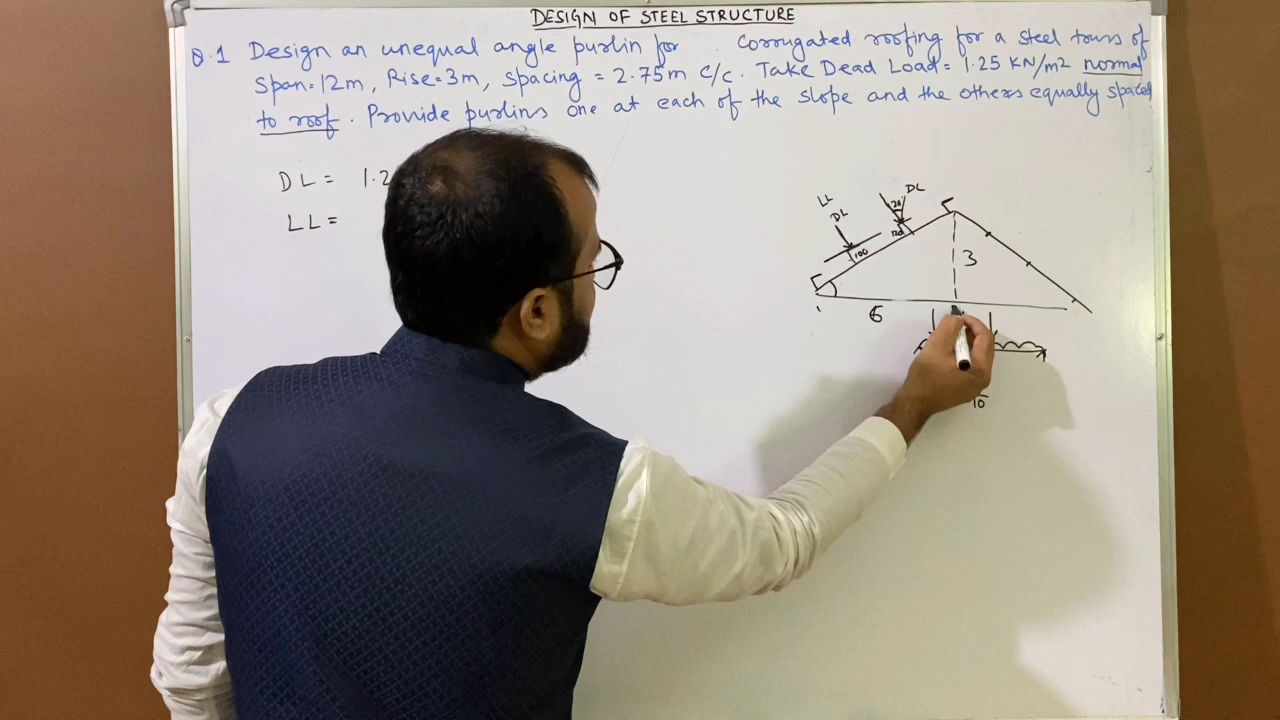 DESIGN OF STEEL STRUCTURE
Q.1 Design an unequal angle purlin for . Corrugated roofing for a steel truss of
span=12m, Rise=3m, spacing = 2.75m c/c. Take Dead Load= 1.25 KN/m2 normal
to roof. Provide purlins one at each of the slope and the others equally spaced
DL= 1.2
LL=
LL
DL
DL
20
120
100
3
6
10